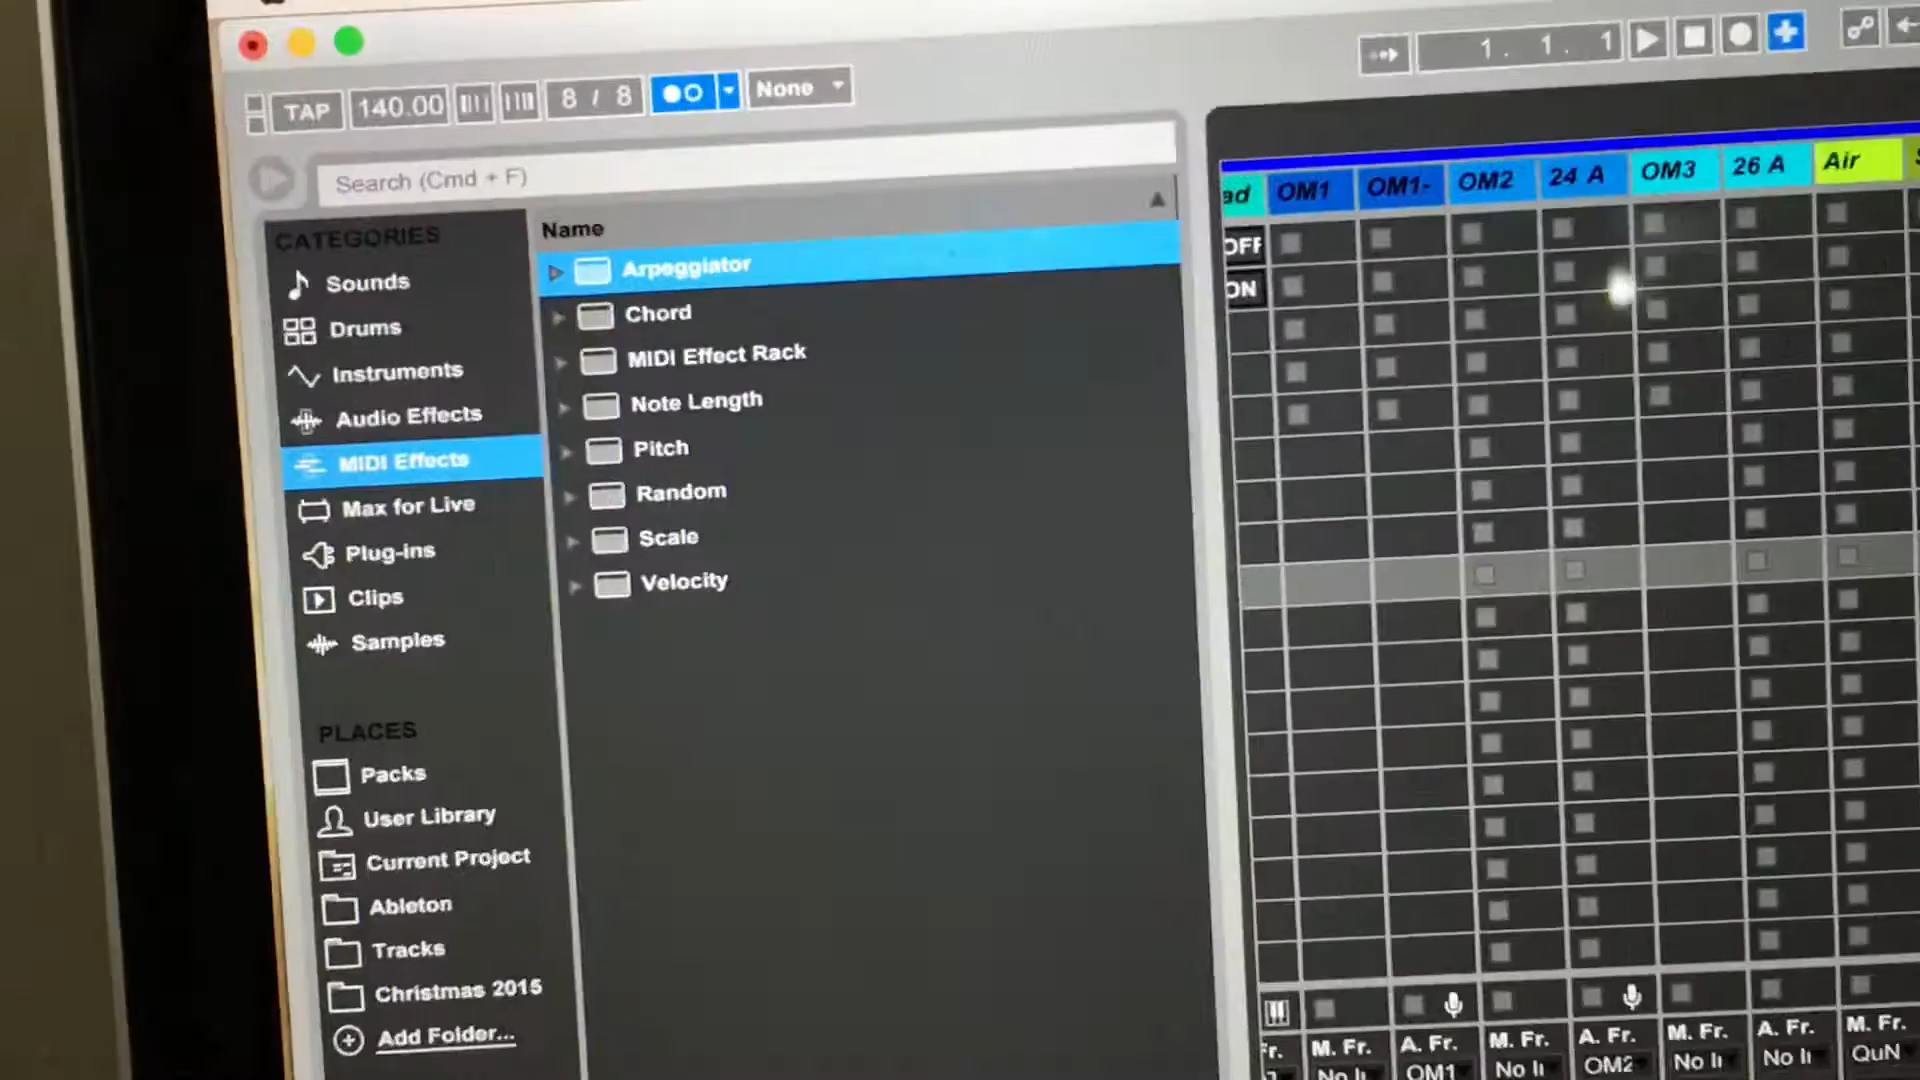 TAP 140.00 8 / 8 None 1. 1. 1
Search (Cmd + F)
CATEGORIES
Sounds
Drums
Instruments
Audio Effects
MIDI Effects
Max for Live
Plug-ins
Clips
Samples
PLACES
Packs
User Library
Current Project
Ableton
Tracks
Christmas 2015
Add Folder...
Name
Arpeggiator
Chord
MIDI Effect Rack
Note Length
Pitch
Random
Scale
Velocity
ad OM1 OM1- OM2 24 A OM3 26 A Air
OFF
ON
Fr. M. Fr. A. Fr. M. Fr. A. Fr. M. Fr. A. Fr. M. Fr.
OM1 OM2 QuN